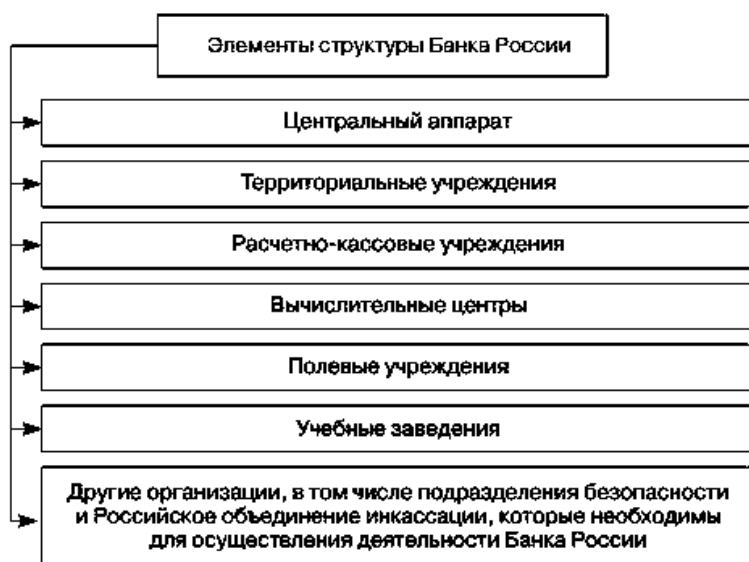 Элементы структуры Банка России
Центральный аппарат
Территориальные учреждения
Расчетно-кассовые учреждения
Вычислительные центры
Полевые учреждения
Учебные заведения
Другие организации, в том числе подразделения безопасности
и Российское объединение инкассации, которые необходимы
для осуществления деятельности Банка России